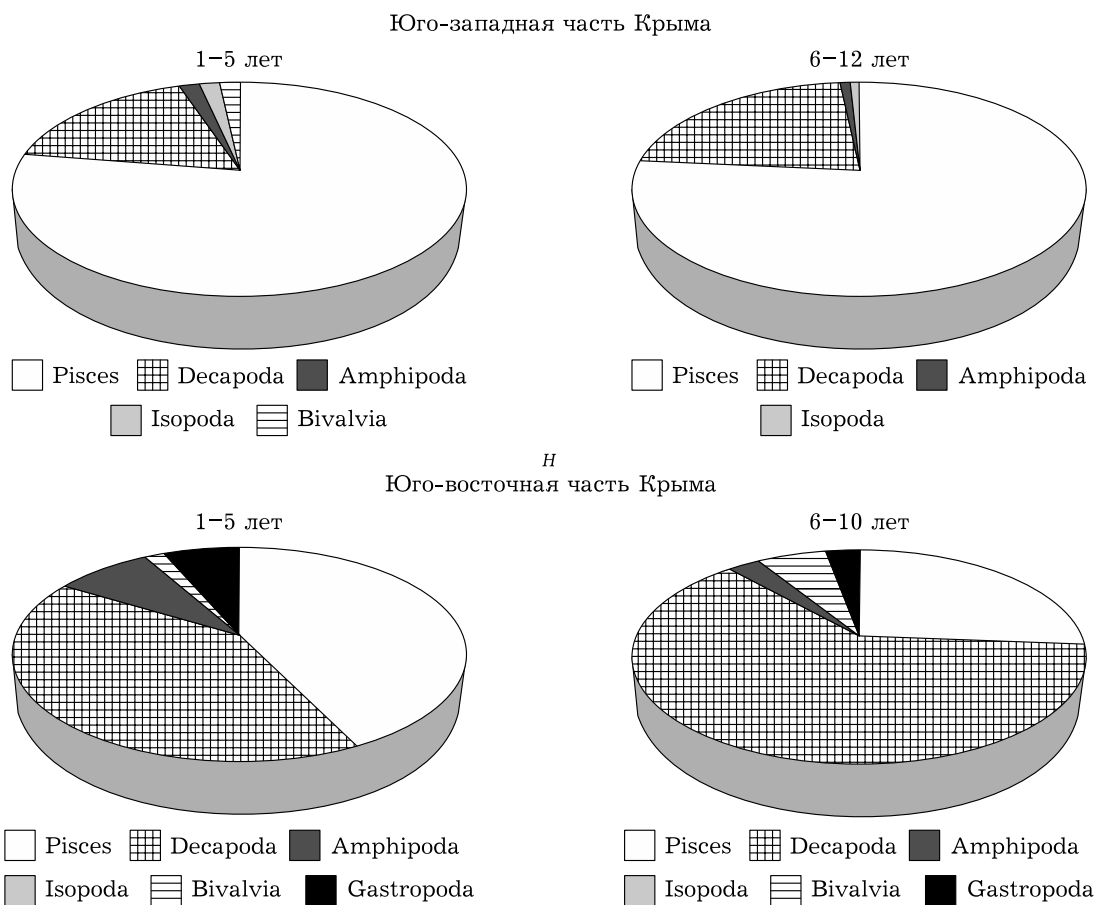 Юго-западная часть Крыма
1–5 лет
6–12 лет
Pisces Decapoda Amphipoda
Isopoda Bivalvia
Pisces Decapoda Amphipoda
Isopoda
Н
Юго-восточная часть Крыма
1–5 лет
6–10 лет
Pisces Decapoda Amphipoda
Isopoda Bivalvia Gastropoda
Pisces Decapoda Amphipoda
Isopoda Bivalvia Gastropoda